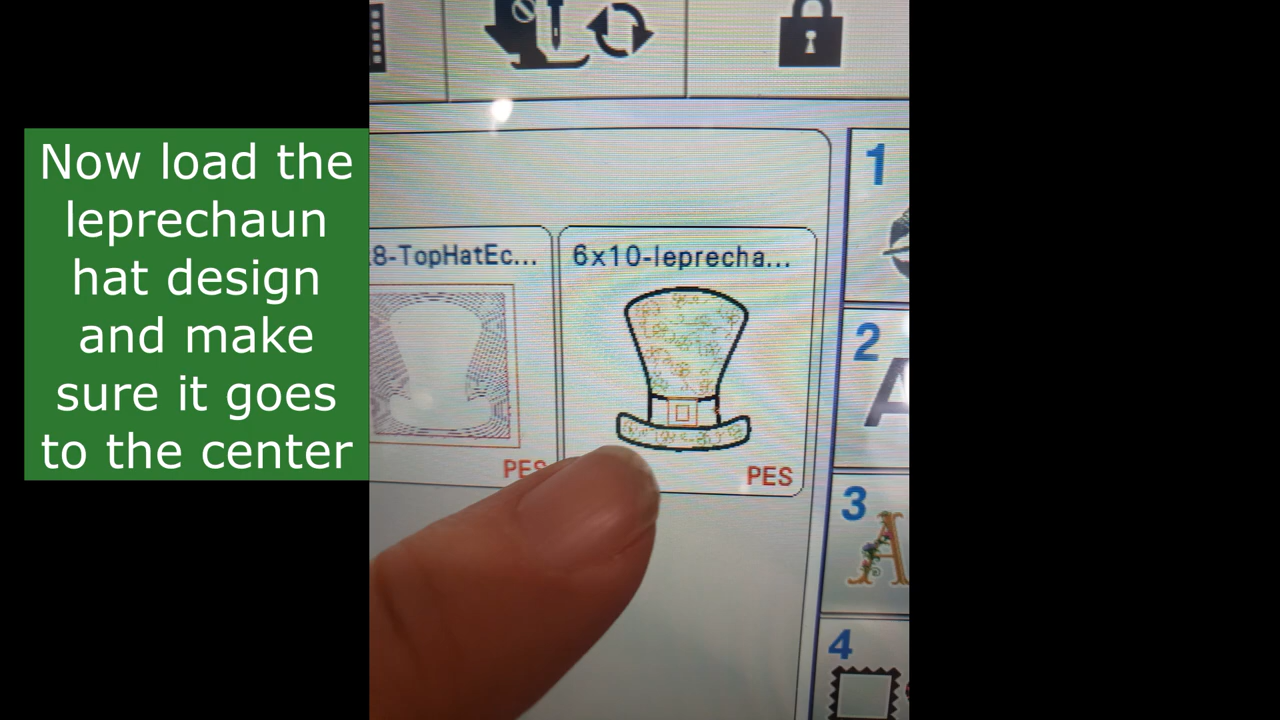 Now load the
leprechaun
hat design
and make
sure it goes
to the center
8-TopHatEc...
6x10-leprecha...
PES
PES
1
2
A
3
A
4